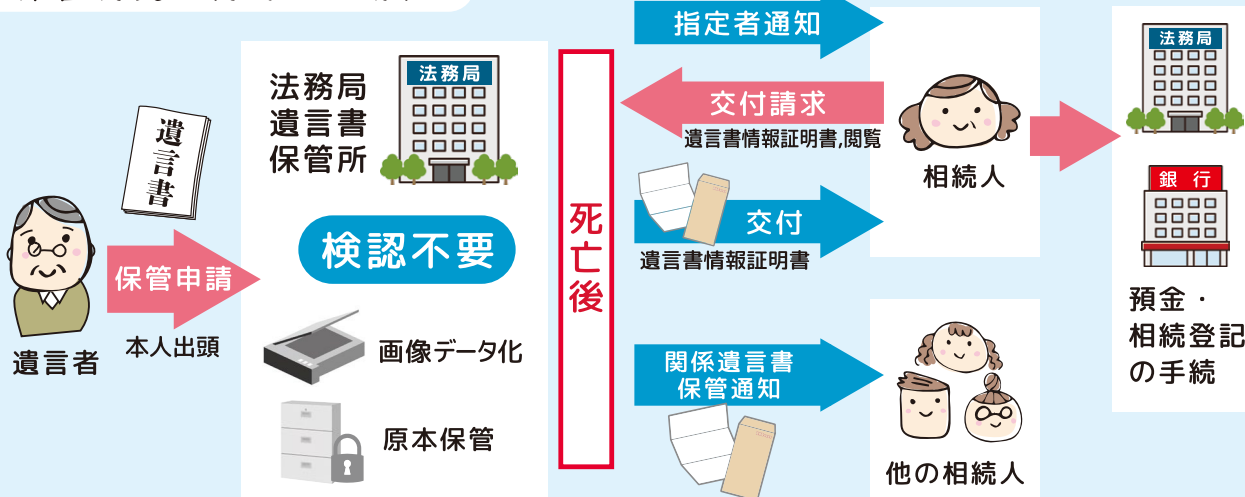 遺言書
遺言者
保管申請
本人出頭
法務局
遺言書
保管所
法務局
検認不要
画像データ化
原本保管
死亡後
指定者通知
交付請求
遺言書情報証明書,閲覧
交付
遺言書情報証明書
関係遺言書
保管通知
相続人
他の相続人
法務局
銀行
預金・
相続登記
の手続